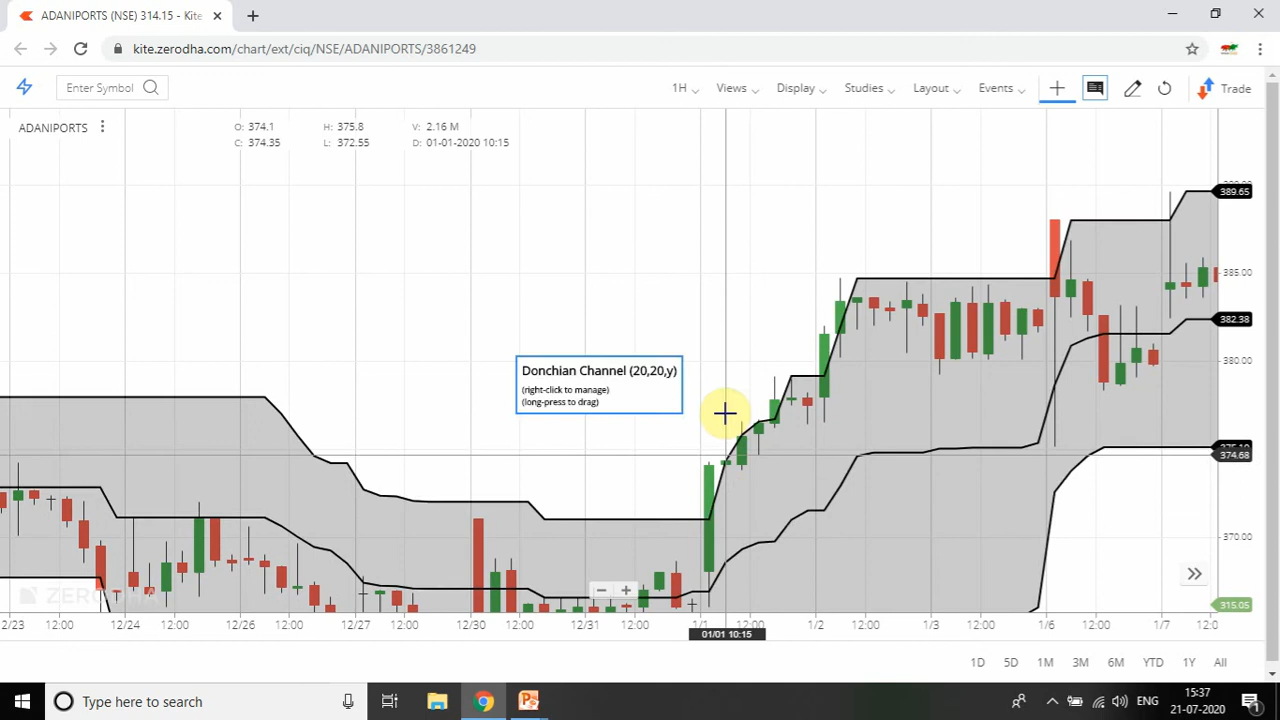 ADANIPORTS (NSE) 314.15 - Kite
kite.zerodha.com/chart/ext/ciq/NSE/ADANIPORTS/3861249
Enter Symbol
1H Views Display Studies Layout Events Trade
ADANIPORTS
O: 374.1 H: 375.8 V: 2.16 M
C: 374.35 L: 372.55 D: 01-01-2020 10:15
389.65
385.00
382.38
380.00
Donchian Channel (20,20,y)
(right-click to manage)
(long-press to drag)
374.68
370.00
ZERODHA
315.05
12/23 12:00 12/24 12:00 12/26 12:00 12/27 12:00 12/30 12:00 12/31 12:00 1/1 12:00 1/2 12:00 1/3 12:00 1/6 12:00 1/7 12:0
01/01 10:15
1D 5D 1M 3M 6M YTD 1Y All
Type here to search
ENG
15:37
21-07-2020
1